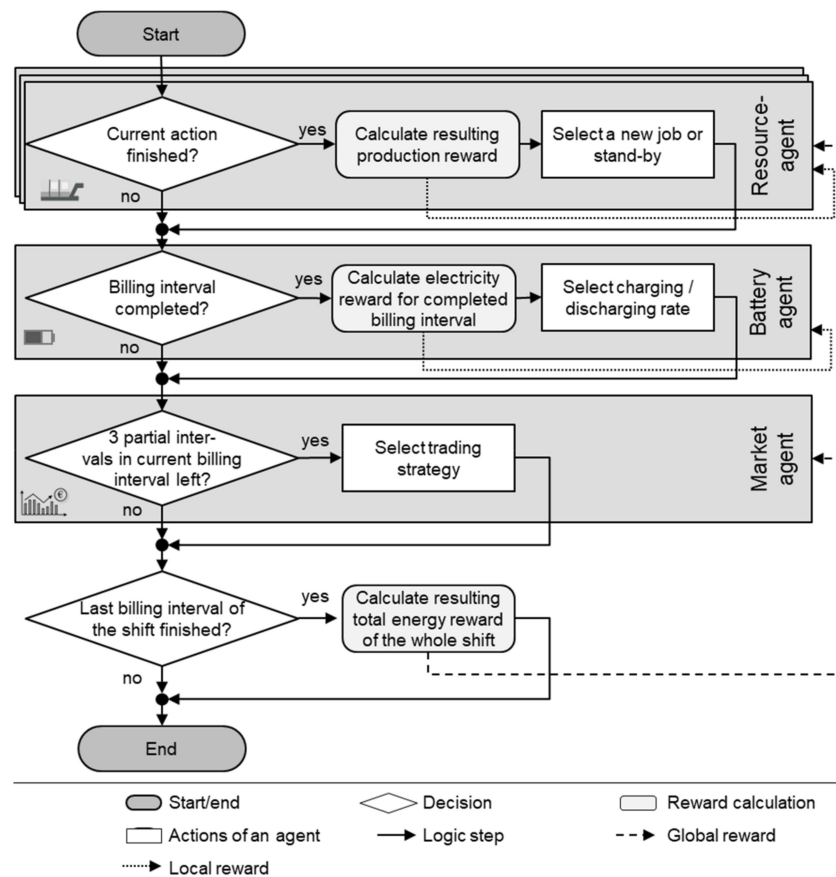 Start
Current action
finished?
yes
Calculate resulting
production reward
Select a new job or
stand-by
Resource-
agent
no
Billing interval
completed?
yes
Calculate electricity
reward for completed
billing interval
Select charging /
discharging rate
Battery
agent
no
3 partial inter-
vals in current billing
interval left?
yes
Select trading
strategy
Market
agent
€
no
Last billing interval of
the shift finished?
yes
Calculate resulting
total energy reward
of the whole shift
no
End
Start/end
Decision
Reward calculation
Actions of an agent
Logic step
Global reward
Local reward